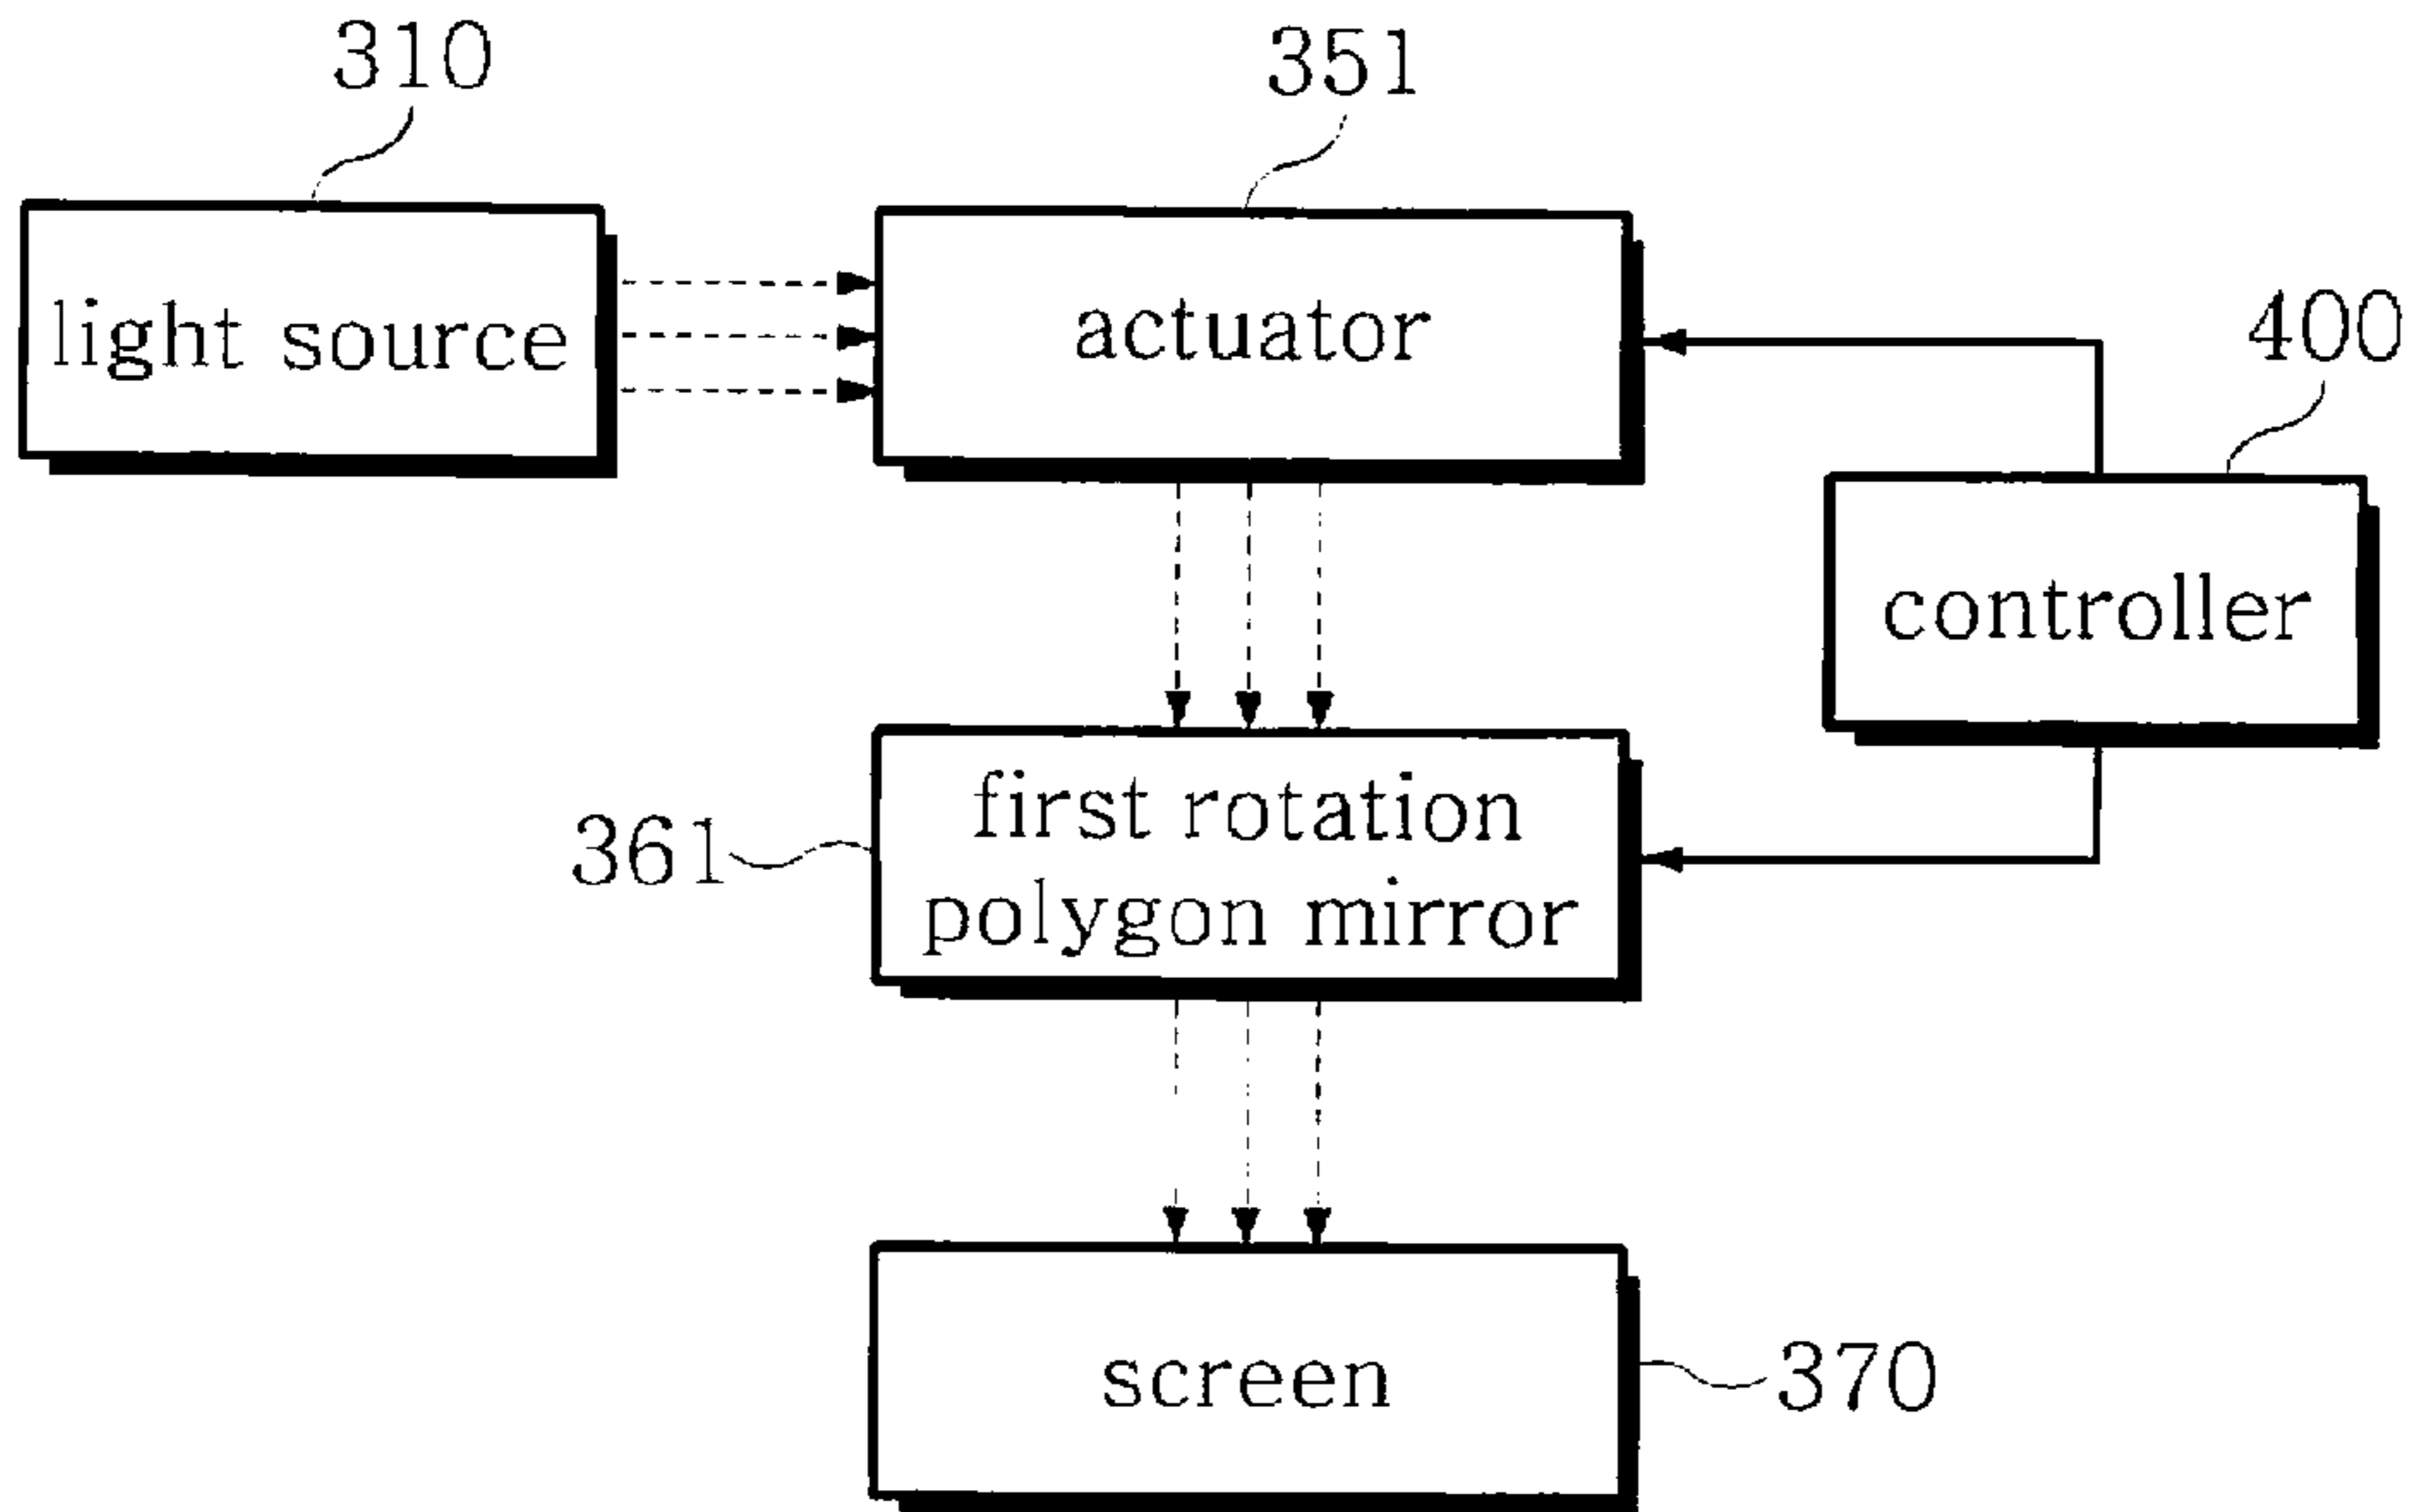 310
351
light source
actuator
400
controller
first rotation
polygon mirror
361
screen
370